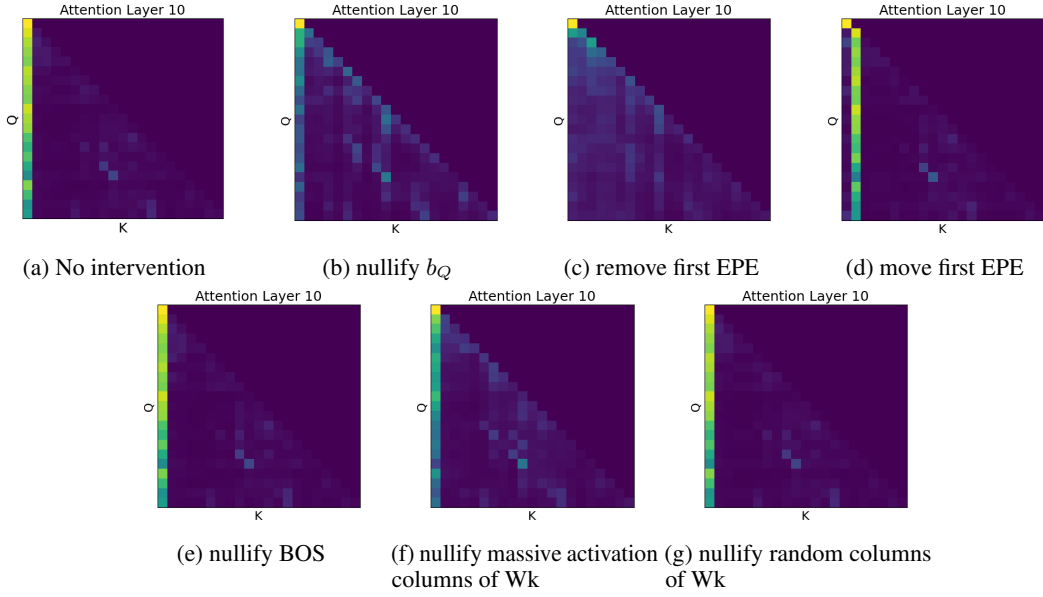 Attention Layer 10 Attention Layer 10 Attention Layer 10 Attention Layer 10
Q Q Q Q
K K K K
(a) No intervention (b) nullify b_Q (c) remove first EPE (d) move first EPE
Attention Layer 10 Attention Layer 10 Attention Layer 10
Q Q Q
K K K
(e) nullify BOS (f) nullify massive activation (g) nullify random columns
columns of Wk of Wk